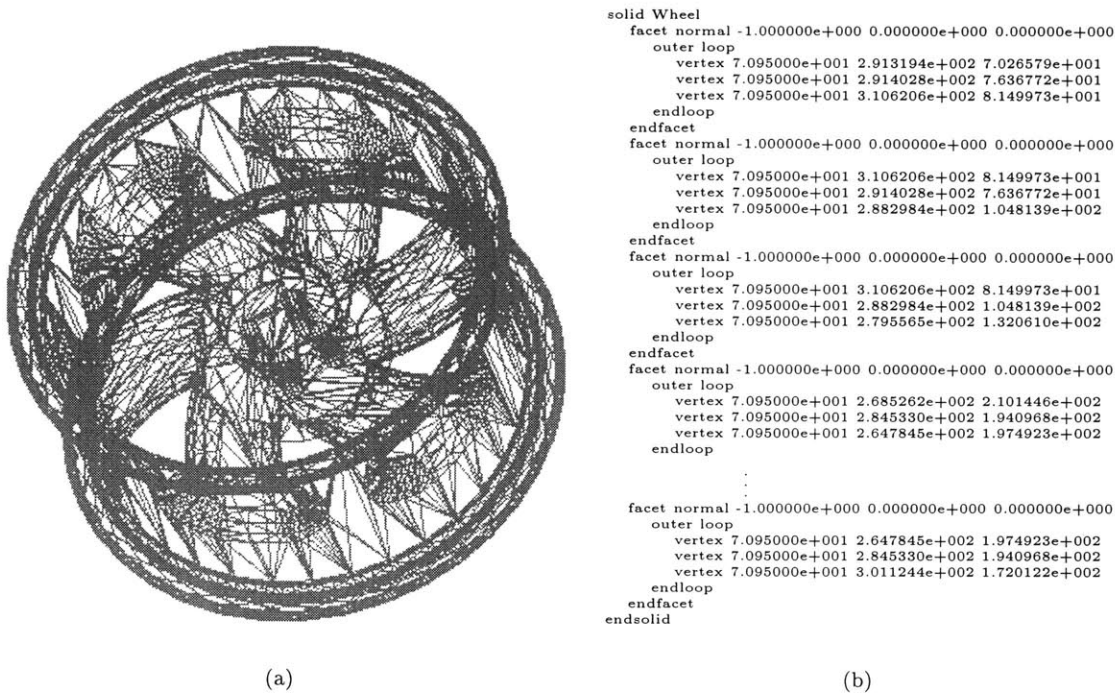 solid Wheel
facet normal -1.000000e+000 0.000000e+000 0.000000e+000
outer loop
vertex 7.095000e+001 2.913194e+002 7.026579e+001
vertex 7.095000e+001 2.914028e+002 7.636772e+001
vertex 7.095000e+001 3.106206e+002 8.149973e+001
endloop
endfacet
facet normal -1.000000e+000 0.000000e+000 0.000000e+000
outer loop
vertex 7.095000e+001 3.106206e+002 8.149973e+001
vertex 7.095000e+001 2.914028e+002 7.636772e+001
vertex 7.095000e+001 2.882984e+002 1.048139e+002
endloop
endfacet
facet normal -1.000000e+000 0.000000e+000 0.000000e+000
outer loop
vertex 7.095000e+001 3.106206e+002 8.149973e+001
vertex 7.095000e+001 2.882984e+002 1.048139e+002
vertex 7.095000e+001 2.795565e+002 1.320610e+002
endloop
endfacet
facet normal -1.000000e+000 0.000000e+000 0.000000e+000
outer loop
vertex 7.095000e+001 2.685262e+002 2.101446e+002
vertex 7.095000e+001 2.845330e+002 1.940968e+002
vertex 7.095000e+001 2.647845e+002 1.974923e+002
endloop
.
.
.
facet normal -1.000000e+000 0.000000e+000 0.000000e+000
outer loop
vertex 7.095000e+001 2.647845e+002 1.974923e+002
vertex 7.095000e+001 2.845330e+002 1.940968e+002
vertex 7.095000e+001 3.011244e+002 1.720122e+002
endloop
endfacet
endsolid
(a)
(b)